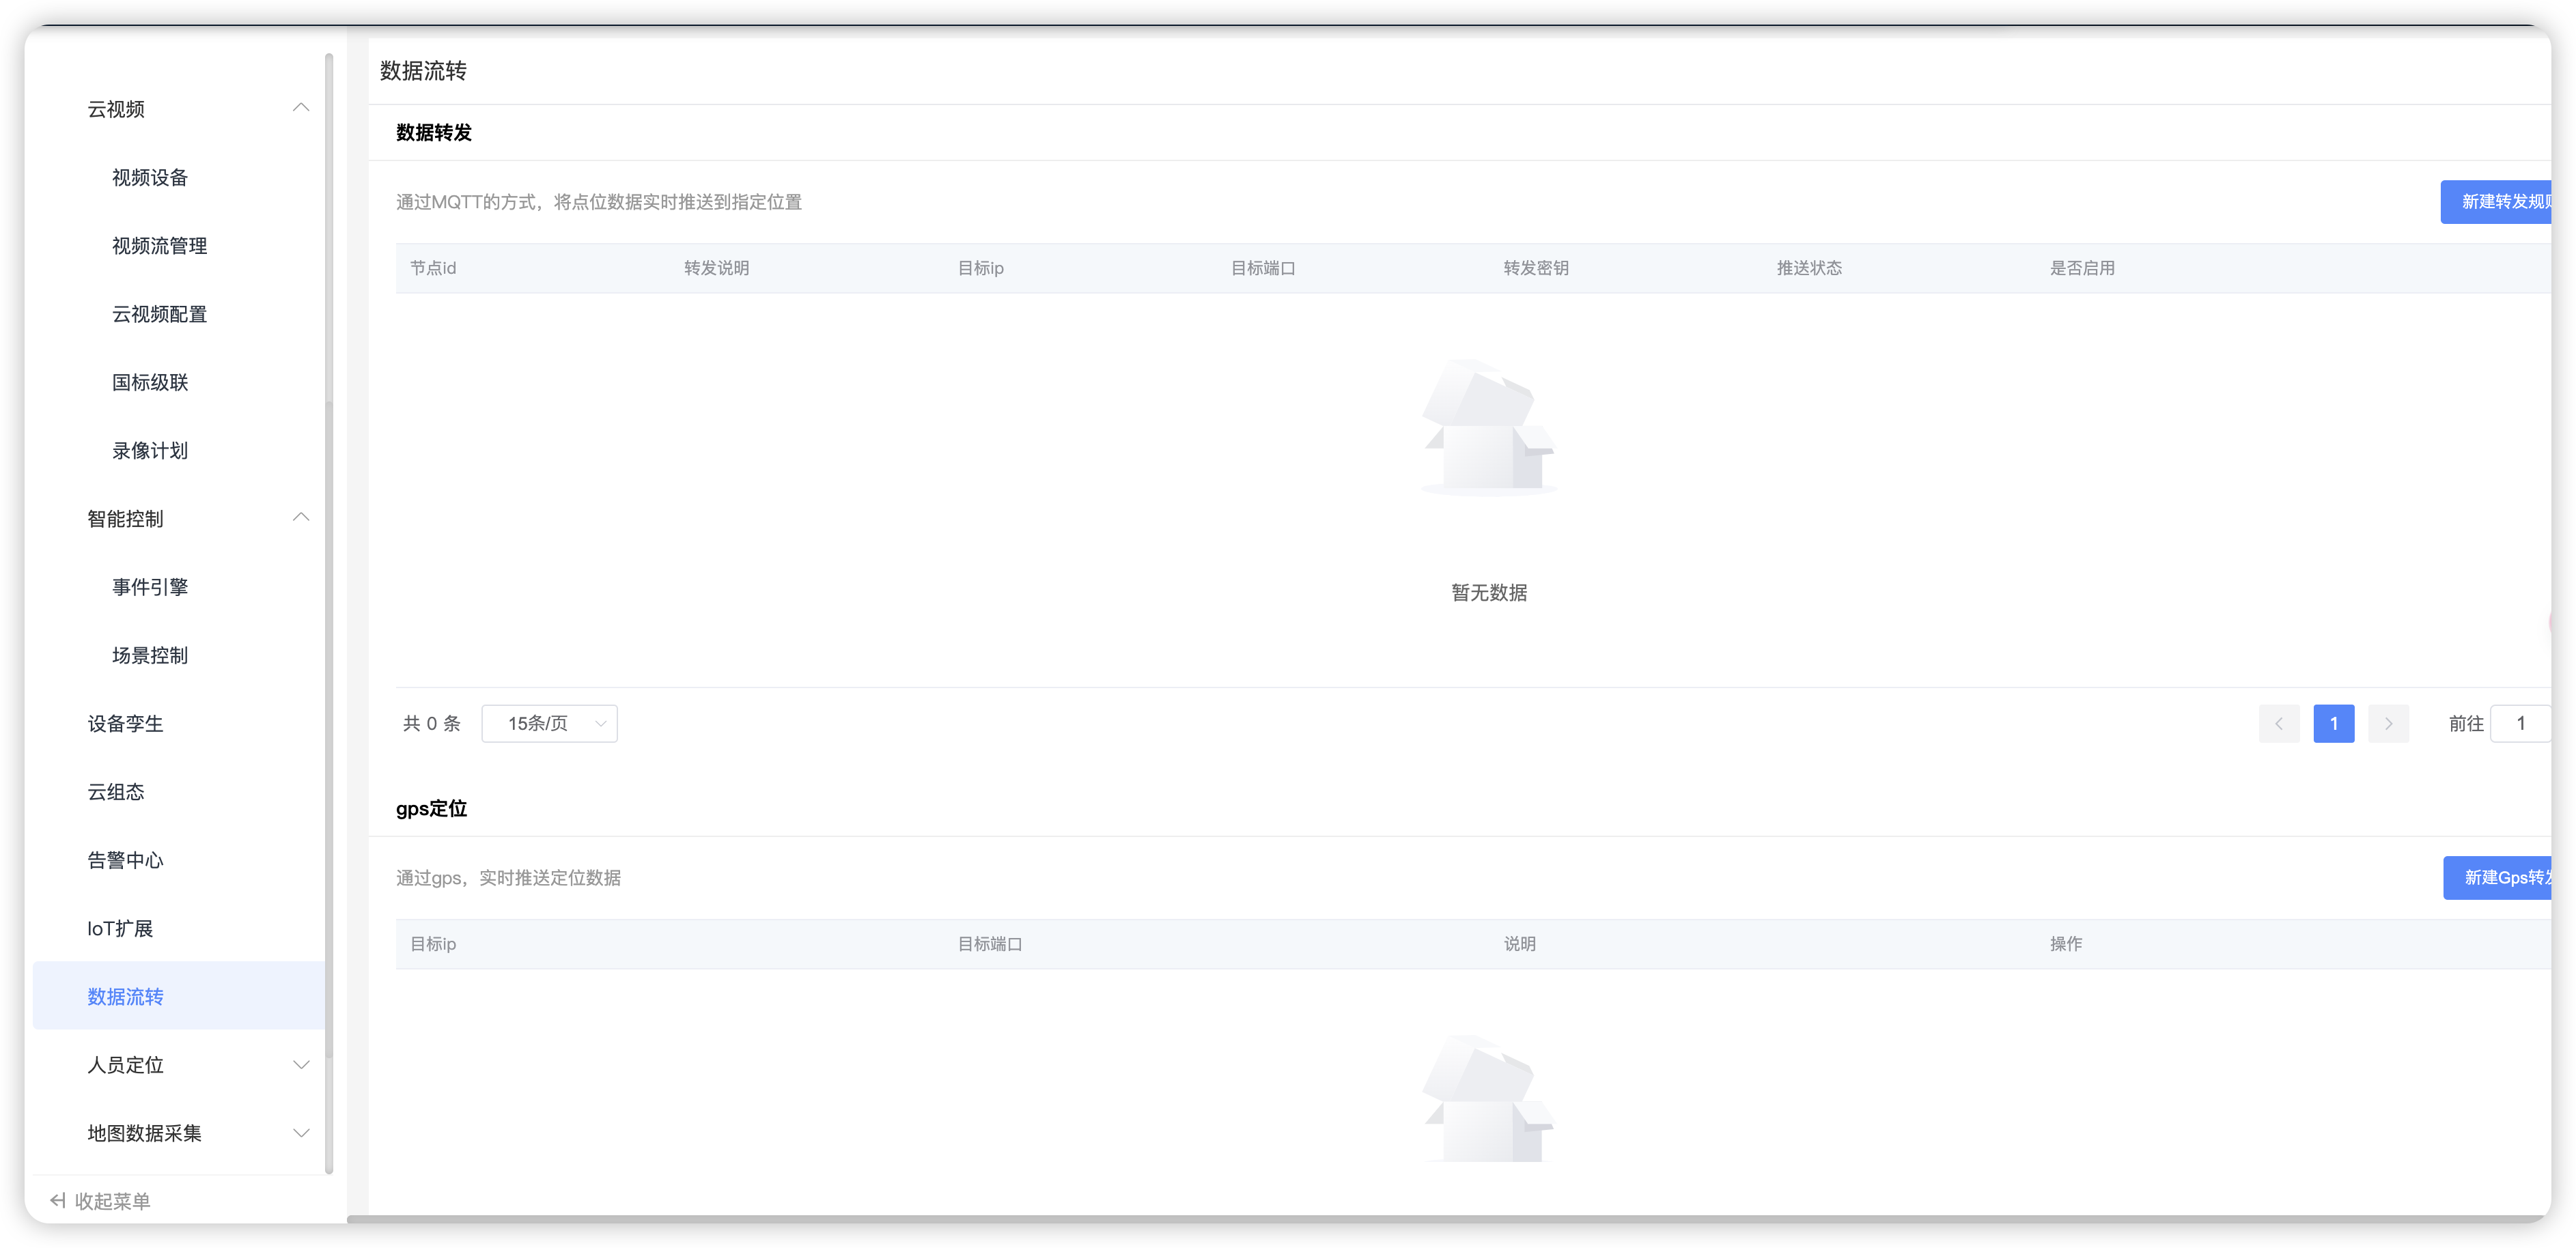 云视频
视频设备
视频流管理
云视频配置
国标级联
录像计划
智能控制
事件引擎
场景控制
设备孪生
云组态
告警中心
IoT扩展
数据流转
人员定位
地图数据采集
收起菜单
数据流转
数据转发
通过MQTT的方式，将点位数据实时推送到指定位置
新建转发规则
节点id 转发说明 目标ip 目标端口 转发密钥 推送状态 是否启用
暂无数据
共 0 条 15条/页 1 前往 1
gps定位
通过gps，实时推送定位数据
新建Gps转发
目标ip 目标端口 说明 操作